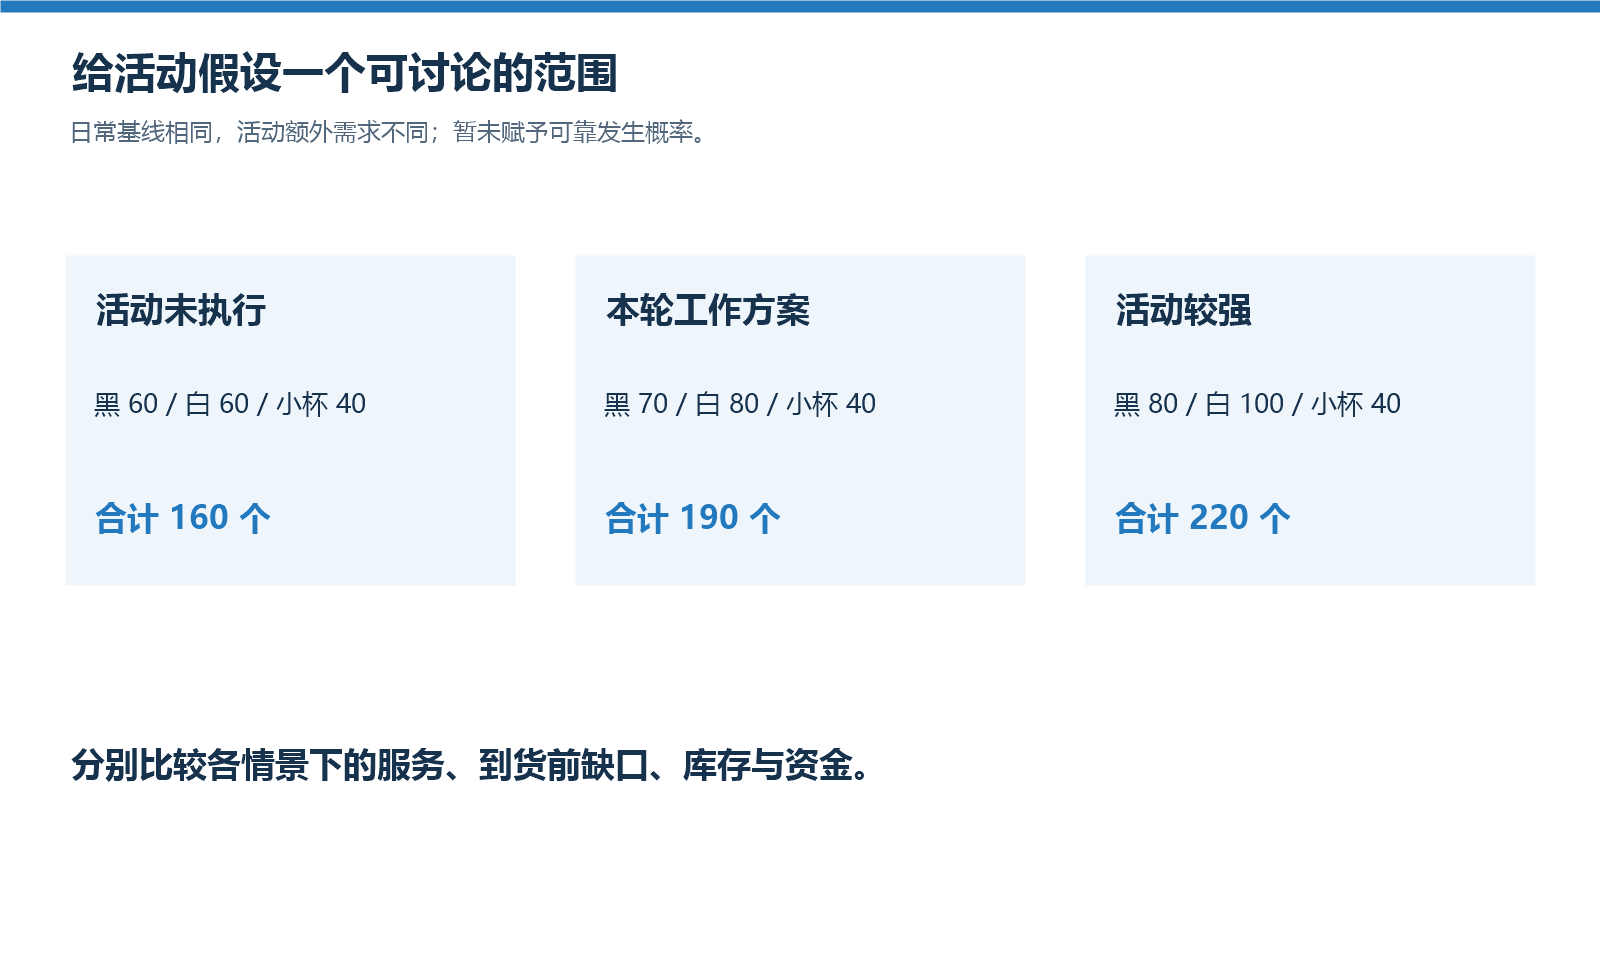 给活动假设一个可讨论的范围
日常基线相同，活动额外需求不同；暂未赋予可靠发生概率。
活动未执行
黑 60 / 白 60 / 小杯 40
合计 160 个
本轮工作方案
黑 70 / 白 80 / 小杯 40
合计 190 个
活动较强
黑 80 / 白 100 / 小杯 40
合计 220 个
分别比较各情景下的服务、到货前缺口、库存与资金。